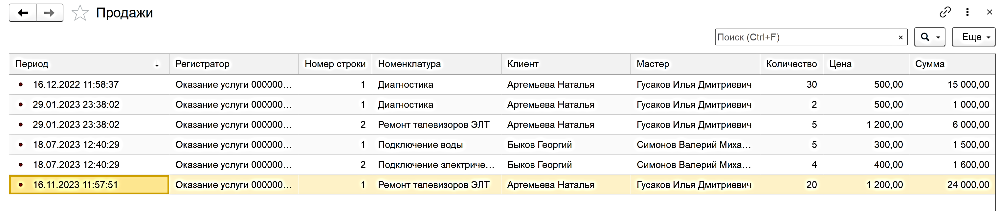 Продажи
Поиск (Ctrl+F) × Еще
Период ↓ Регистратор Номер строки Номенклатура Клиент Мастер Количество Цена Сумма
16.12.2022 11:58:37 Оказание услуги 000000... 1 Диагностика Артемьева Наталья Гусаков Илья Дмитриевич 30 500,00 15 000,00
29.01.2023 23:38:02 Оказание услуги 000000... 1 Диагностика Артемьева Наталья Гусаков Илья Дмитриевич 2 500,00 1 000,00
29.01.2023 23:38:02 Оказание услуги 000000... 2 Ремонт телевизоров ЭЛТ Артемьева Наталья Гусаков Илья Дмитриевич 5 1 200,00 6 000,00
18.07.2023 12:40:29 Оказание услуги 000000... 1 Подключение воды Быков Георгий Симонов Валерий Миха... 5 300,00 1 500,00
18.07.2023 12:40:29 Оказание услуги 000000... 2 Подключение электриче... Быков Георгий Симонов Валерий Миха... 4 400,00 1 600,00
16.11.2023 11:57:51 Оказание услуги 000000... 1 Ремонт телевизоров ЭЛТ Артемьева Наталья Гусаков Илья Дмитриевич 20 1 200,00 24 000,00